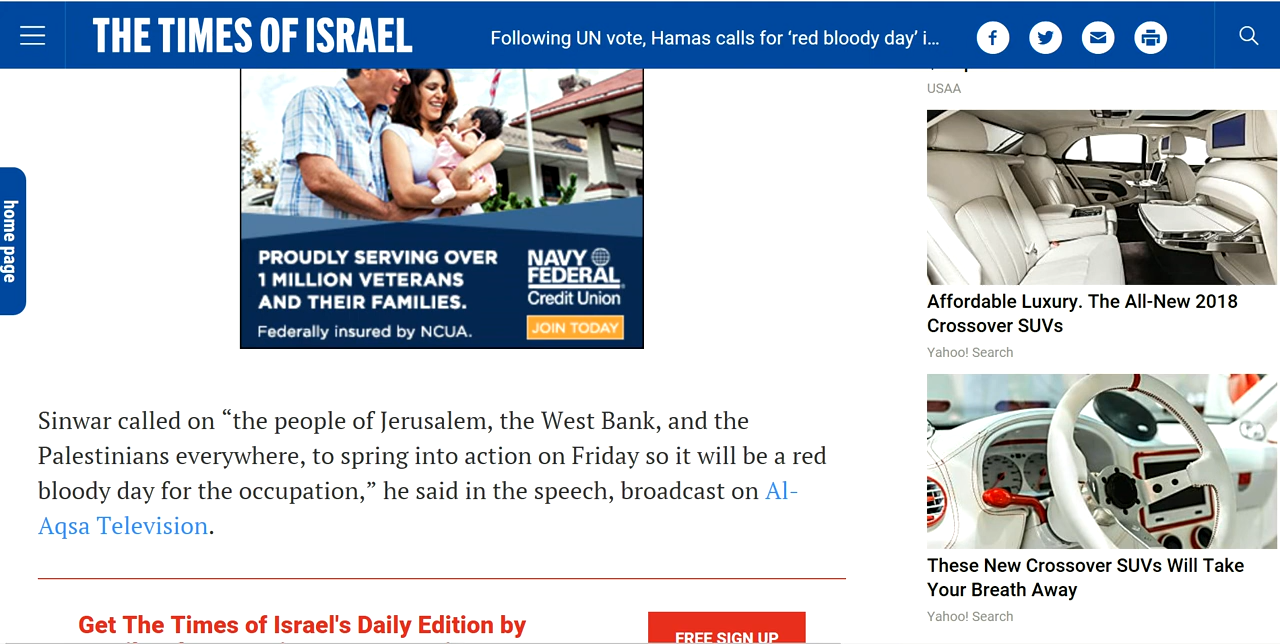 THE TIMES OF ISRAEL
Following UN vote, Hamas calls for ‘red bloody day’ i...
USAA
home page
PROUDLY SERVING OVER
1 MILLION VETERANS
AND THEIR FAMILIES.
Federally insured by NCUA.
NAVY
FEDERAL
Credit Union
JOIN TODAY
Affordable Luxury. The All-New 2018
Crossover SUVs
Yahoo! Search
Sinwar called on “the people of Jerusalem, the West Bank, and the
Palestinians everywhere, to spring into action on Friday so it will be a red
bloody day for the occupation,” he said in the speech, broadcast on Al-
Aqsa Television.
These New Crossover SUVs Will Take
Your Breath Away
Yahoo! Search
Get The Times of Israel's Daily Edition by
FREE SIGN UP